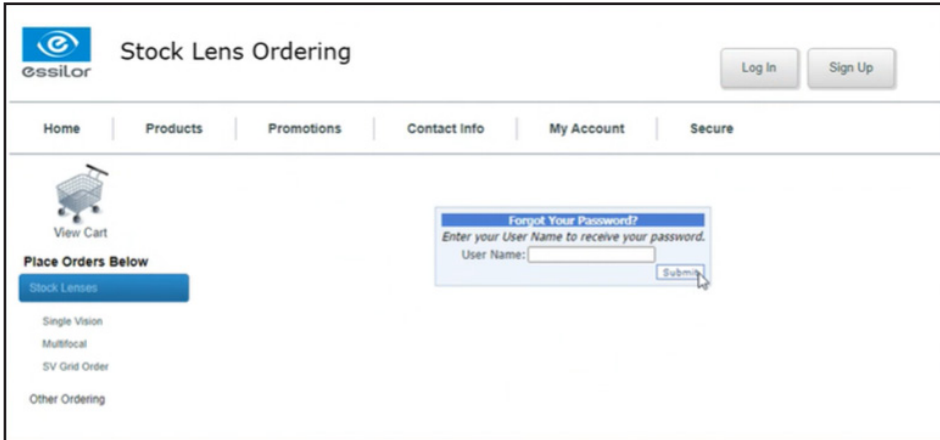 essilor
Stock Lens Ordering
Log In
Sign Up
Home
Products
Promotions
Contact Info
My Account
Secure
View Cart
Place Orders Below
Stock Lenses
Single Vision
Multifocal
SV Grid Order
Other Ordering
Forgot Your Password?
Enter your User Name to receive your password.
User Name:
Submit